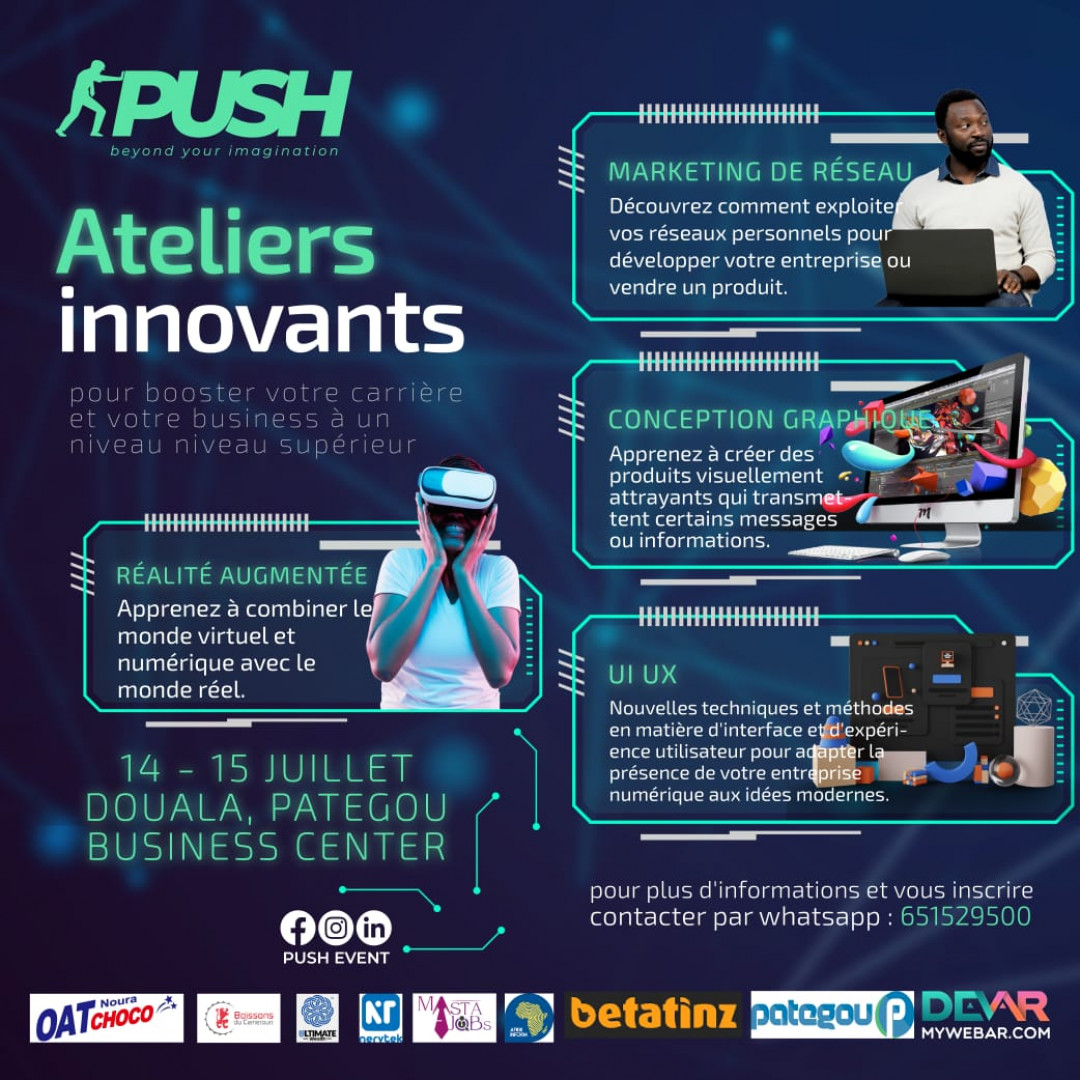 PUSH
beyond your imagination
Ateliers
innovants
pour booster votre carrière
et votre business à un
niveau niveau supérieur
RÉALITÉ AUGMENTÉE
Apprenez à combiner le
monde virtuel et
numérique avec le
monde réel.
14 - 15 JUILLET
DOUALA, PATEGOU
BUSINESS CENTER
PUSH EVENT
MARKETING DE RÉSEAU
Découvrez comment exploiter
vos réseaux personnels pour
développer votre entreprise ou
vendre un produit.
CONCEPTION GRAPHIQUE
Apprenez à créer des
produits visuellement
attrayants qui transmet-
tent certains messages
ou informations.
UI UX
Nouvelles techniques et méthodes
en matière d'interface et d'expéri-
ence utilisateur pour adapter la
présence de votre entreprise
numérique aux idées modernes.
pour plus d'informations et vous inscrire
contacter par whatsapp : 651529500
Noura
OAT CHOCO
Boissons
du Cameroun
NT
nerytek
MASTA
JOBS
betatinz
pategou
DEVAR
MYWEBAR.COM